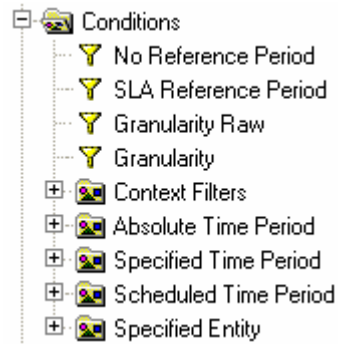 Conditions
No Reference Period
SLA Reference Period
Granularity Raw
Granularity
Context Filters
Absolute Time Period
Specified Time Period
Scheduled Time Period
Specified Entity